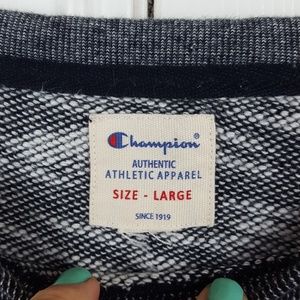 Champion®
AUTHENTIC
ATHLETIC APPAREL
SIZE - LARGE
SINCE 1919